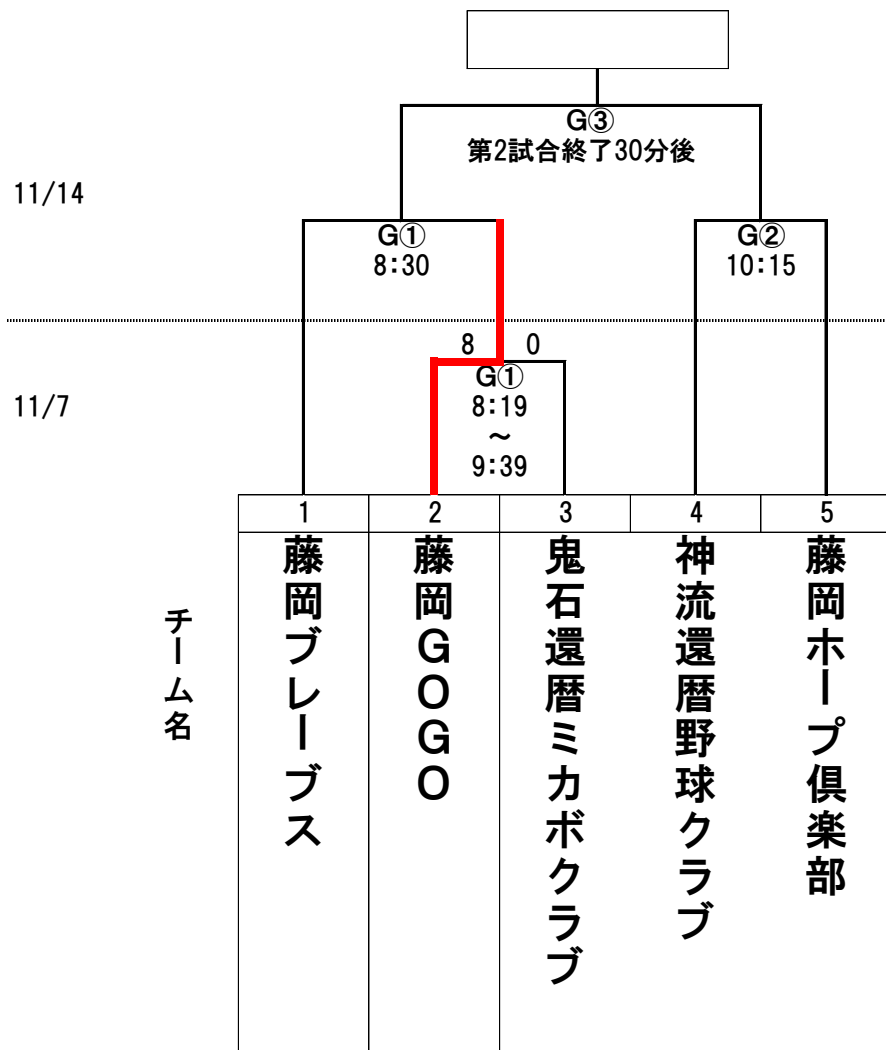 G③
第2試合終了30分後
11/14
G①
8:30
G②
10:15
8 0
11/7
G①
8:19
～
9:39
1 2 3 4 5
チーム名
藤岡ブレーブス
藤岡GOGO
鬼石還暦ミカボクラブ
神流還暦野球クラブ
藤岡ホープ倶楽部